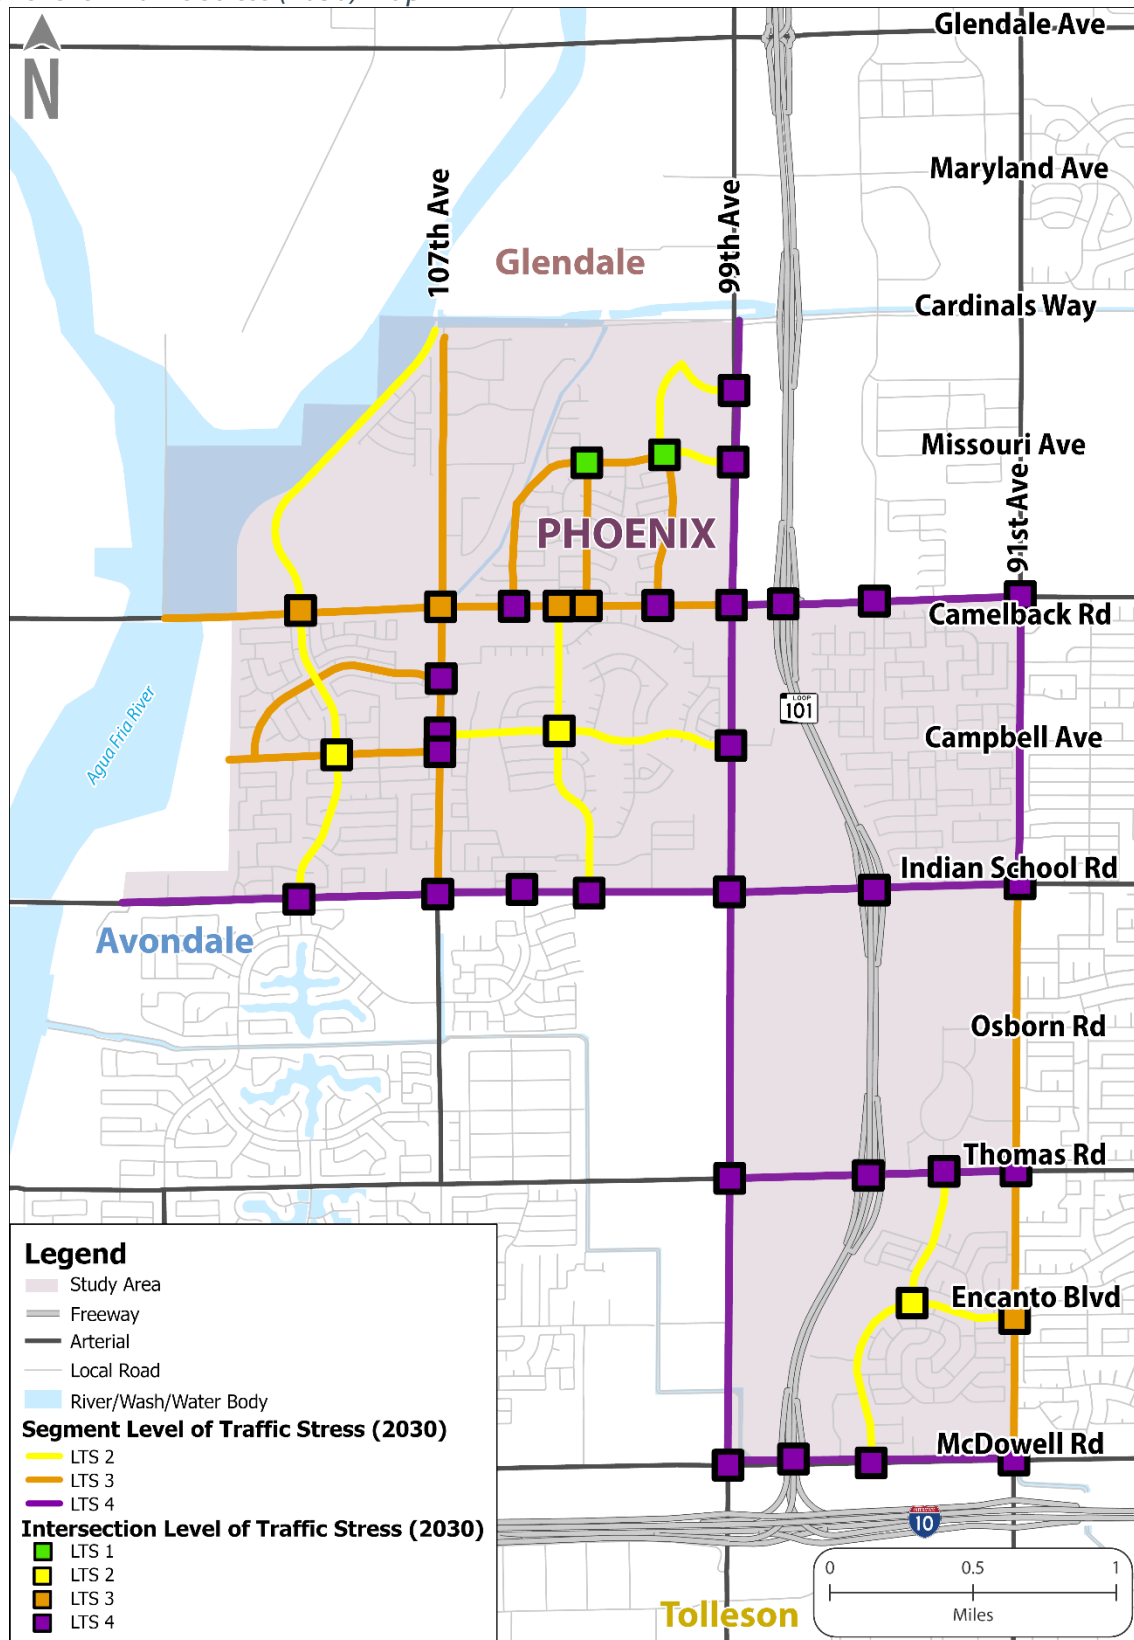 Glendale Ave
N
Maryland Ave
107th Ave
99th Ave
Glendale
Cardinals Way
Missouri Ave
91st Ave
PHOENIX
Camelback Rd
Agua Fria River
LOOP
101
Campbell Ave
Indian School Rd
Avondale
Osborn Rd
Thomas Rd
Legend
Study Area
Freeway
Arterial
Local Road
River/Wash/Water Body
Segment Level of Traffic Stress (2030)
LTS 2
LTS 3
LTS 4
Intersection Level of Traffic Stress (2030)
LTS 1
LTS 2
LTS 3
LTS 4
Encanto Blvd
McDowell Rd
10
0 0.5 1
Miles
Tolleson